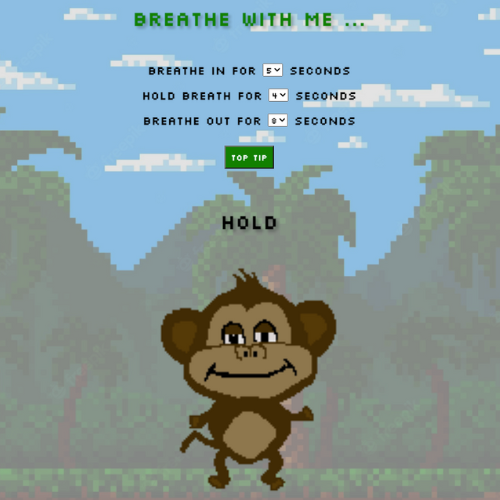 BREATHE WITH ME ...
BREATHE IN FOR 5 SECONDS
HOLD BREATH FOR 4 SECONDS
BREATHE OUT FOR 8 SECONDS
TOP TIP
HOLD